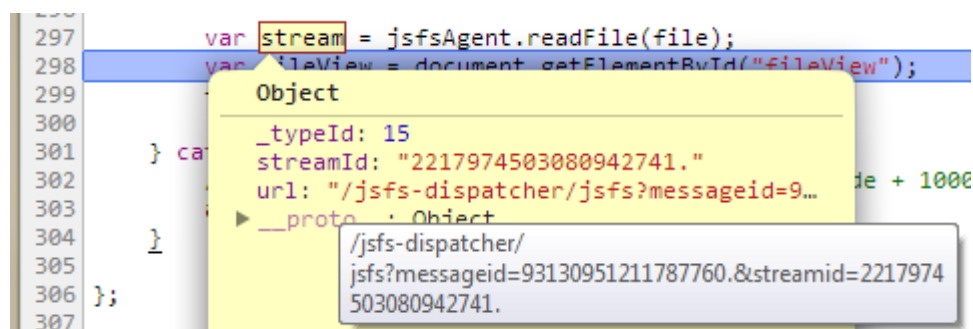 297 var stream = jsfsAgent.readFile(file);
298 var fileView = document.getElementById("fileView");
299
Object
300
_typeId: 15
301 } ca
streamId: "2217974503080942741."
302 de + 1000
url: "/jsfs-dispatcher/jsfs?messageid=9…
303
▶ __proto__: Object
304 }
/jsfs-dispatcher/
305
jsfs?messageid=93130951211787760.&streamid=2217974
306 };
503080942741.
307